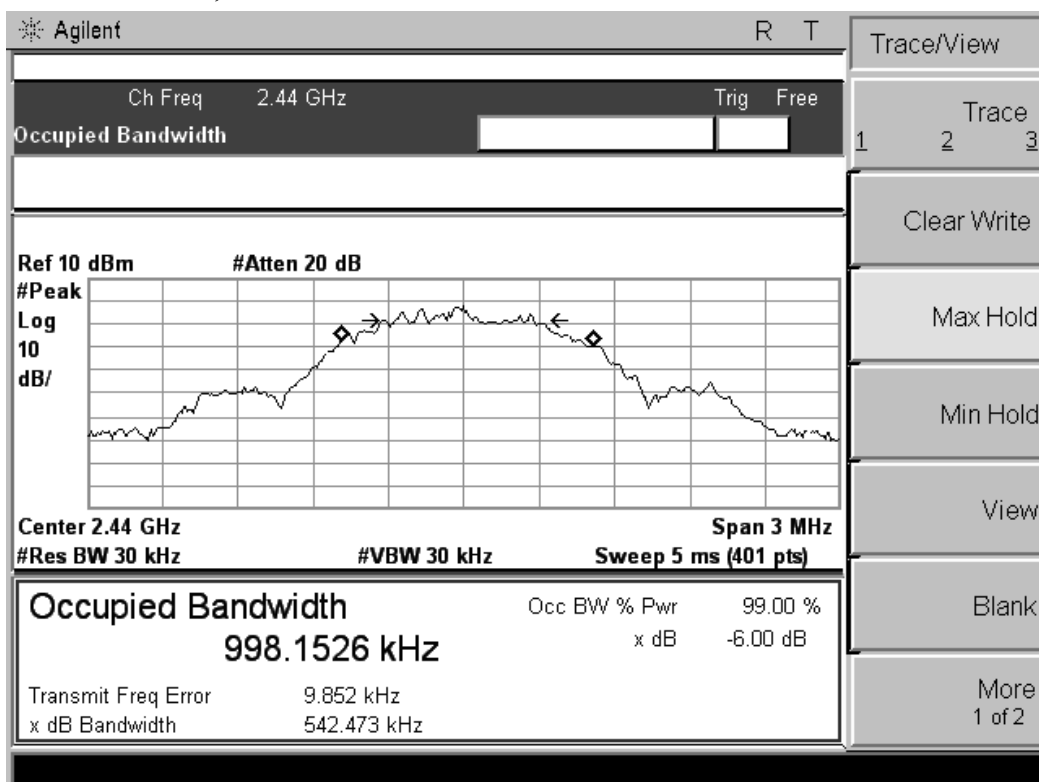 Agilent R T
Trace/View
Ch Freq 2.44 GHz Trig Free
Occupied Bandwidth
Trace
1 2 3
Clear Write
Ref 10 dBm #Atten 20 dB
#Peak
Log
10
dB/
Max Hold
Min Hold
View
Center 2.44 GHz Span 3 MHz
#Res BW 30 kHz #VBW 30 kHz Sweep 5 ms (401 pts)
Occupied Bandwidth
998.1526 kHz
Occ BW % Pwr 99.00 %
x dB -6.00 dB
Transmit Freq Error 9.852 kHz
x dB Bandwidth 542.473 kHz
Blank
More
1 of 2